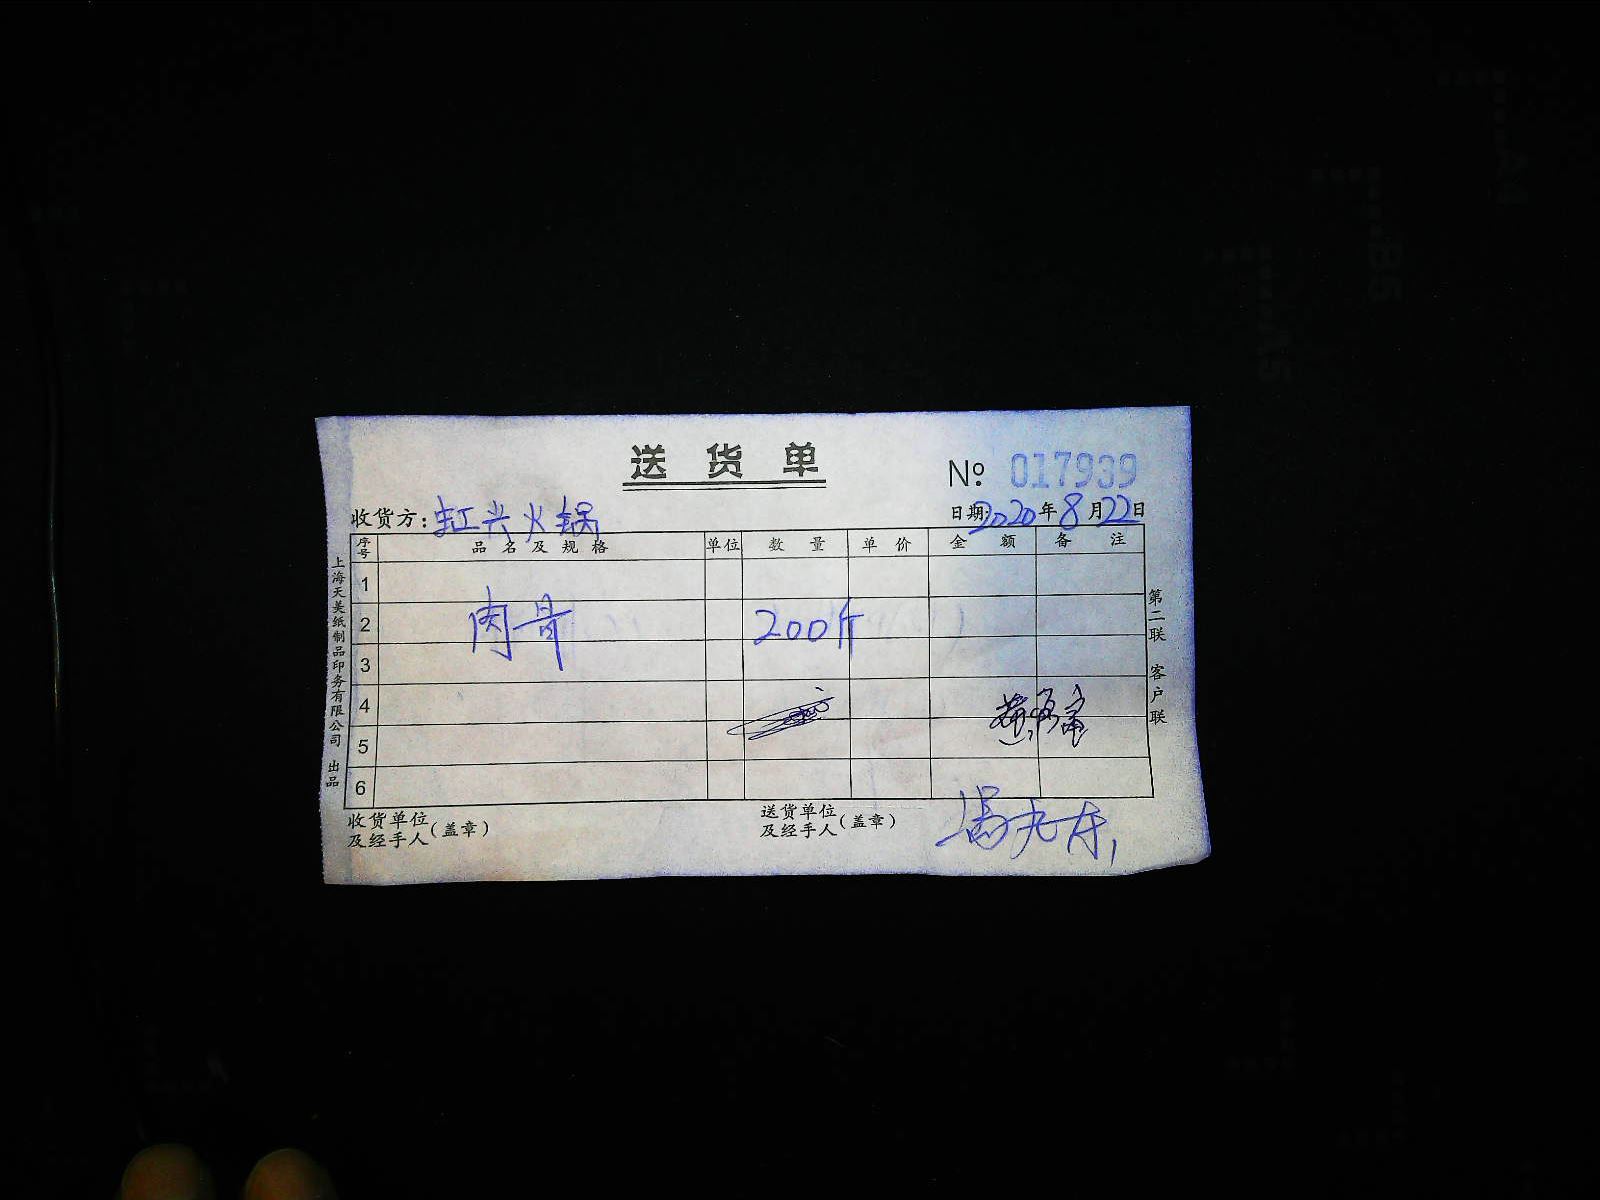 送货单
№ 017939
收货方：虹兴火锅
日期：2020年8月22日
序号 品名及规格 单位 数量 单价 金额 备注
1
2 肉骨 200斤
3
4
5
6
收货单位及经手人（盖章）
送货单位及经手人（盖章）
上海天美纸制品印务有限公司 出品
第二联 客户联
A4
B5
A5